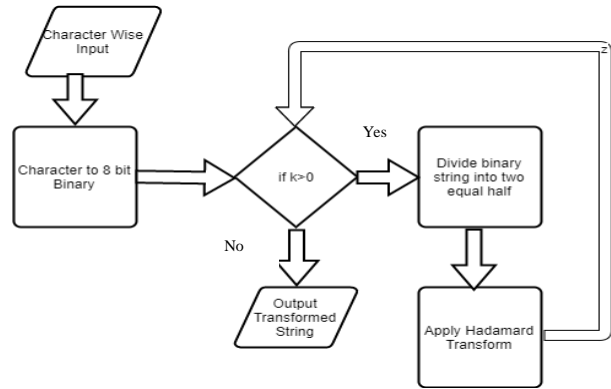 Character Wise
Input
z
Yes
Character to 8 bit
Binary
if k>0
Divide binary
string into two
equal half
No
Output
Transformed
String
Apply Hadamard
Transform